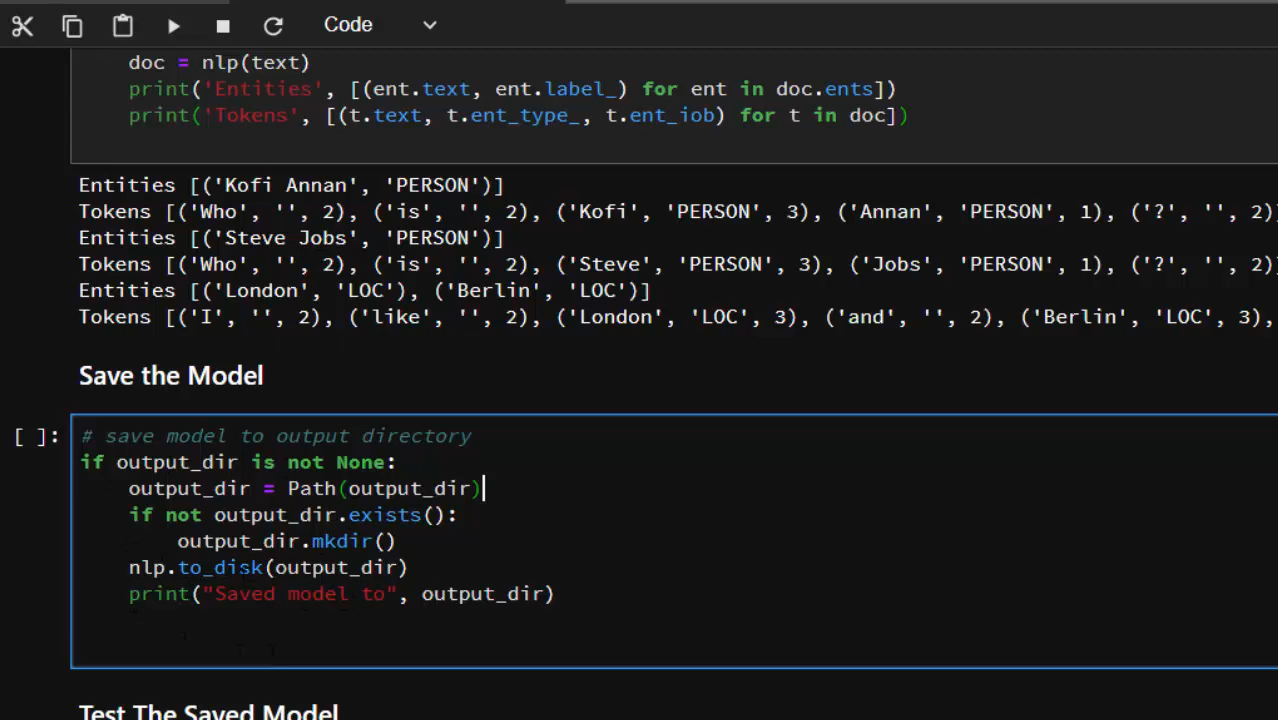 Code
doc = nlp(text)
print('Entities', [(ent.text, ent.label_) for ent in doc.ents])
print('Tokens', [(t.text, t.ent_type_, t.ent_iob) for t in doc])
Entities [('Kofi Annan', 'PERSON')]
Tokens [('Who', '', 2), ('is', '', 2), ('Kofi', 'PERSON', 3), ('Annan', 'PERSON', 1), ('?', '', 2)
Entities [('Steve Jobs', 'PERSON')]
Tokens [('Who', '', 2), ('is', '', 2), ('Steve', 'PERSON', 3), ('Jobs', 'PERSON', 1), ('?', '', 2)
Entities [('London', 'LOC'), ('Berlin', 'LOC')]
Tokens [('I', '', 2), ('like', '', 2), ('London', 'LOC', 3), ('and', '', 2), ('Berlin', 'LOC', 3),
Save the Model
[ ]: # save model to output directory
if output_dir is not None:
    output_dir = Path(output_dir)
    if not output_dir.exists():
        output_dir.mkdir()
    nlp.to_disk(output_dir)
    print("Saved model to", output_dir)
Test The Saved Model